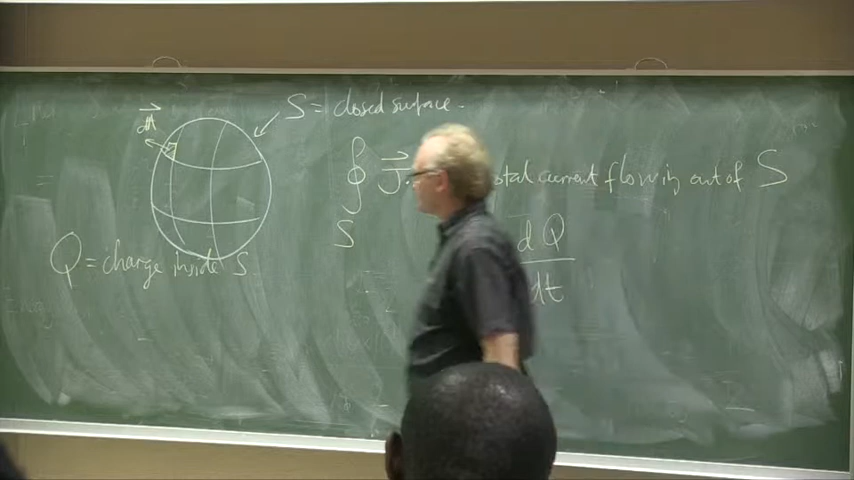 S = closed surface.
dA
∮ J. total current flowing out of S
S
Q = charge inside S
dQ
dt